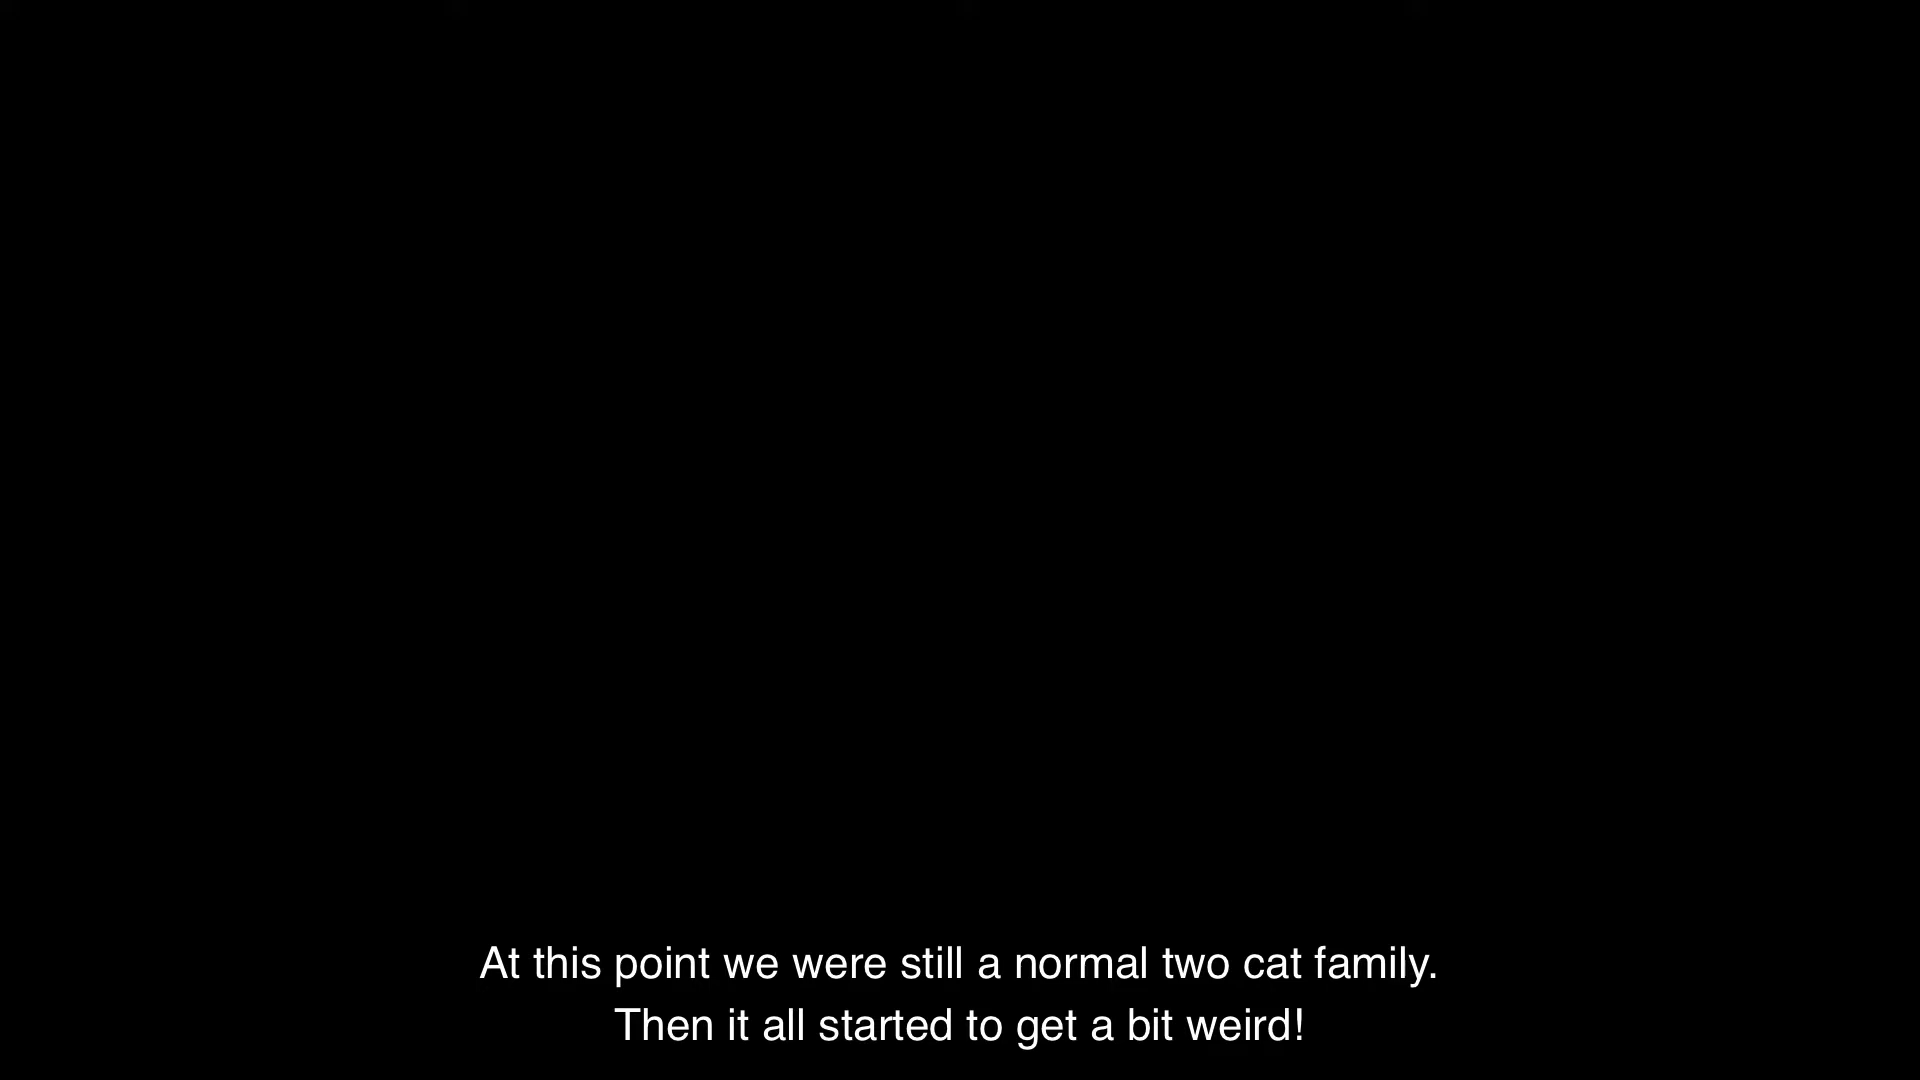 At this point we were still a normal two cat family.
Then it all started to get a bit weird!